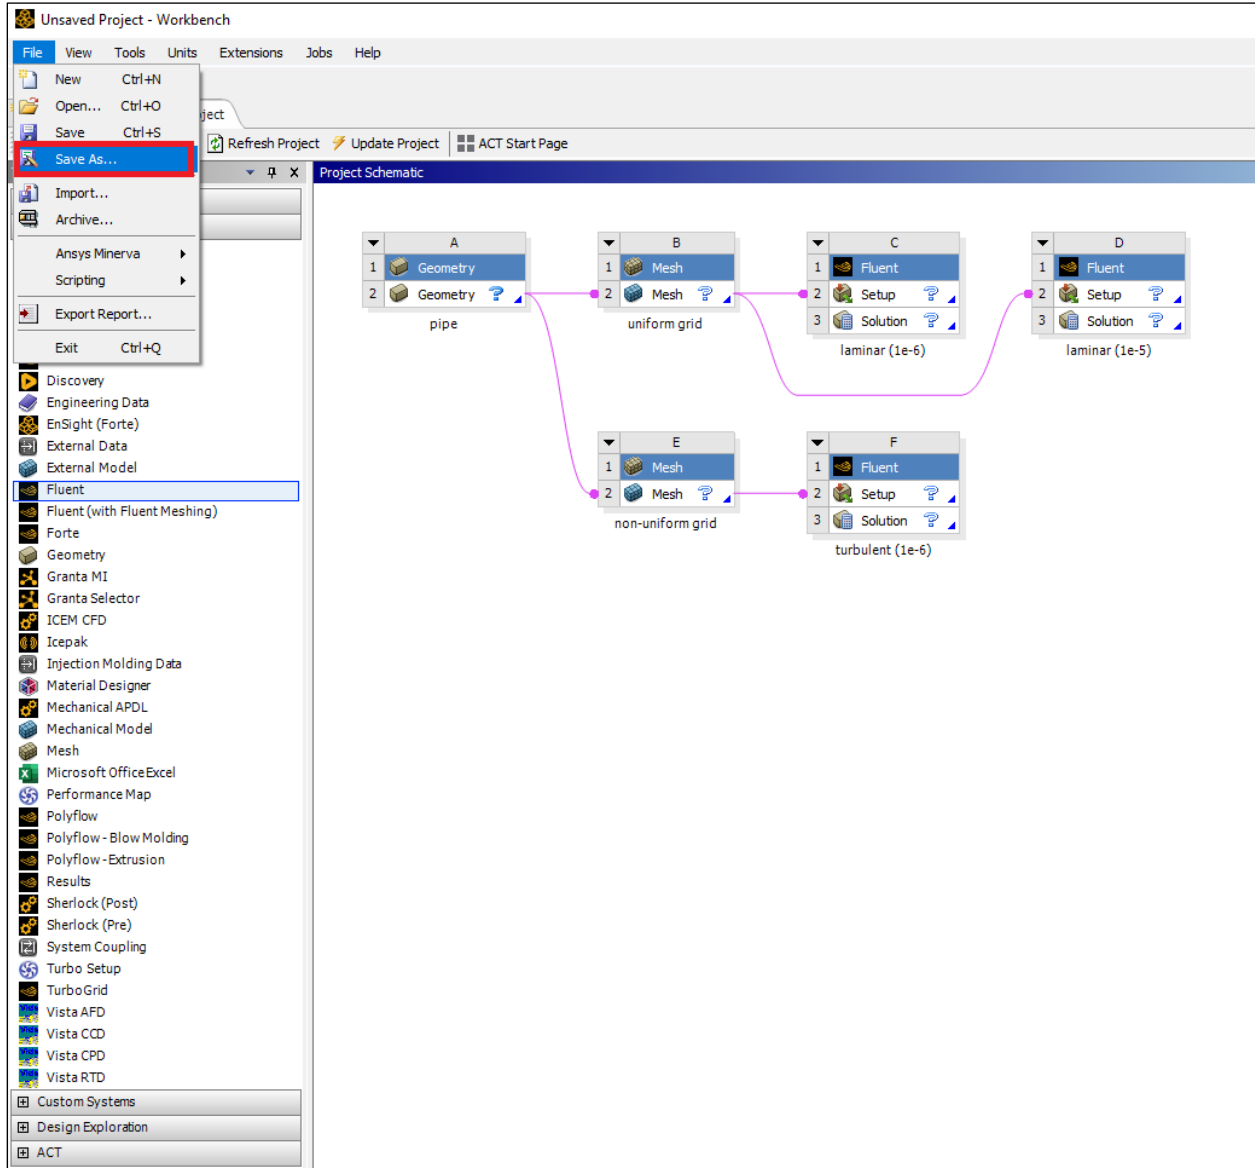 Unsaved Project - Workbench
File View Tools Units Extensions Jobs Help
New Ctrl+N
Open... Ctrl+O
ject
Save Ctrl+S
Refresh Project Update Project ACT Start Page
Save As...
Project Schematic
Import...
Archive...
Ansys Minerva
Scripting
Export Report...
Exit Ctrl+Q
A
1 Geometry
2 Geometry ?
pipe
B
1 Mesh
2 Mesh ?
uniform grid
C
1 Fluent
2 Setup ?
3 Solution ?
laminar (1e-6)
D
1 Fluent
2 Setup ?
3 Solution ?
laminar (1e-5)
E
1 Mesh
2 Mesh ?
non-uniform grid
F
1 Fluent
2 Setup ?
3 Solution ?
turbulent (1e-6)
Discovery
Engineering Data
EnSight (Forte)
External Data
External Model
Fluent
Fluent (with Fluent Meshing)
Forte
Geometry
Granta MI
Granta Selector
ICEM CFD
Icepak
Injection Molding Data
Material Designer
Mechanical APDL
Mechanical Model
Mesh
Microsoft Office Excel
Performance Map
Polyflow
Polyflow - Blow Molding
Polyflow - Extrusion
Results
Sherlock (Post)
Sherlock (Pre)
System Coupling
Turbo Setup
TurboGrid
Vista AFD
Vista CCD
Vista CPD
Vista RTD
Custom Systems
Design Exploration
ACT